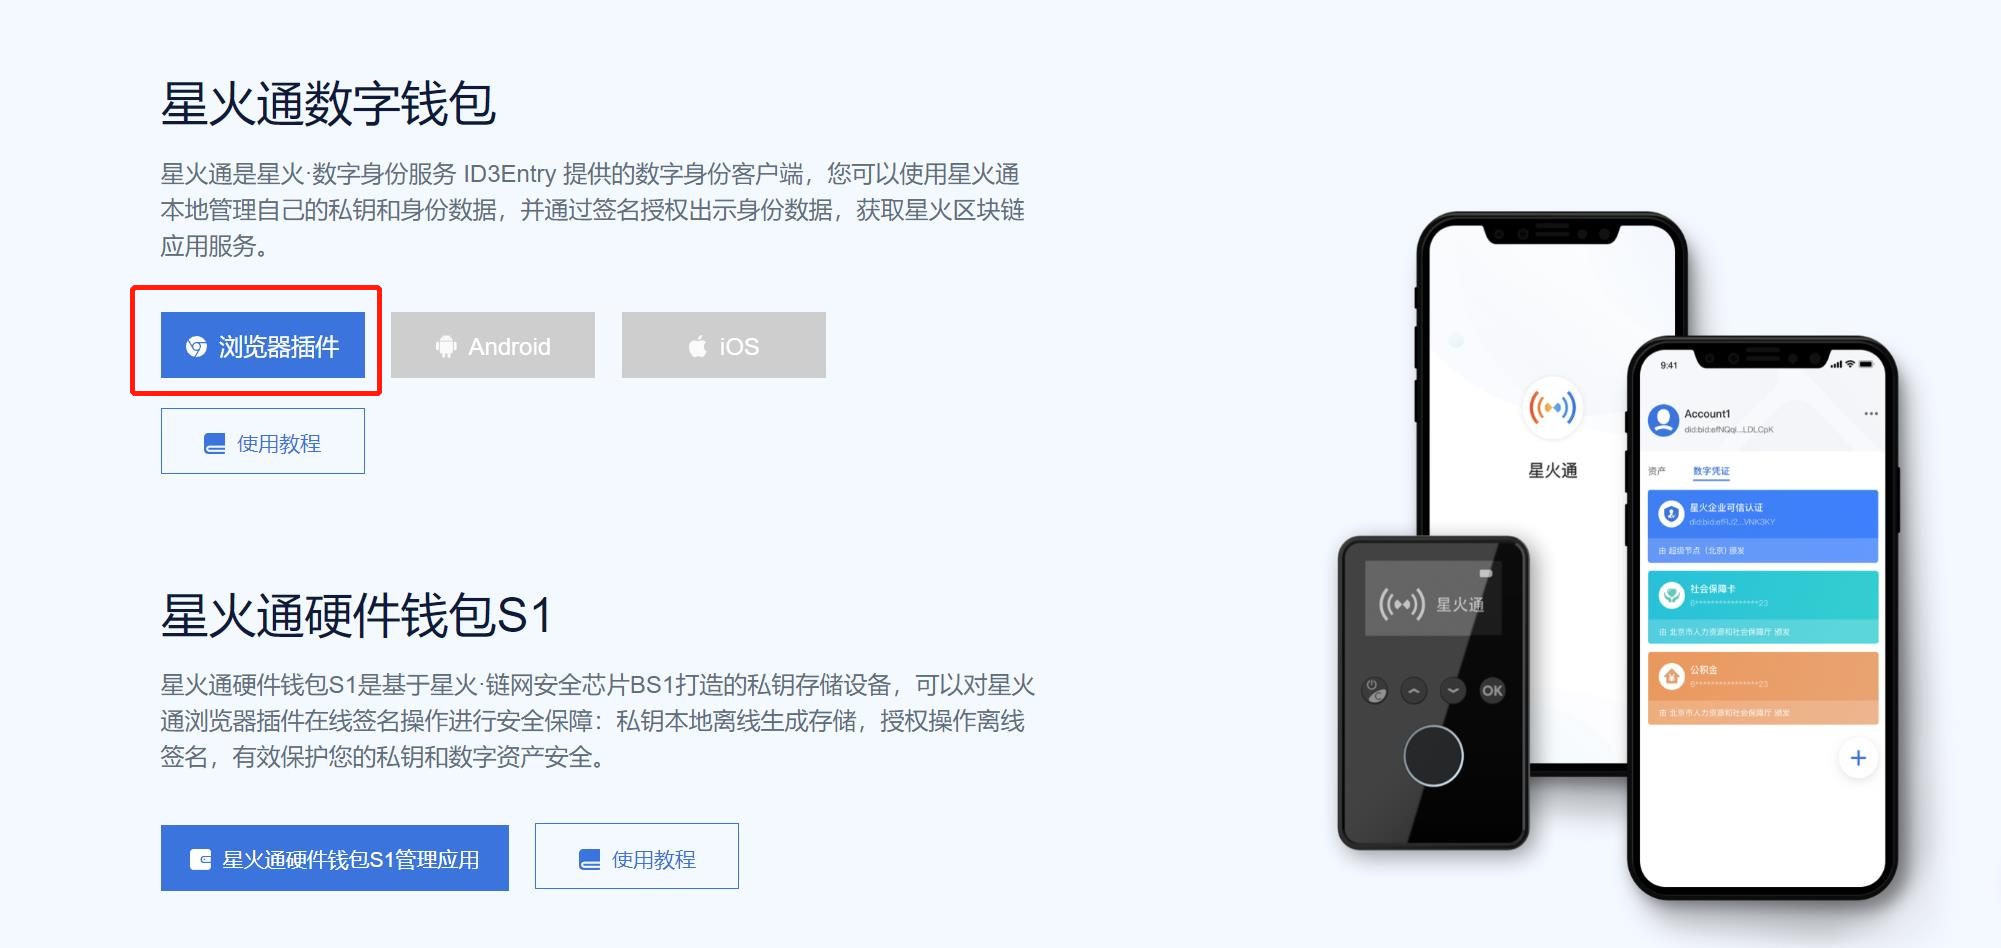 星火通数字钱包
星火通是星火·数字身份服务 ID3Entry 提供的数字身份客户端，您可以使用星火通
本地管理自己的私钥和身份数据，并通过签名授权出示身份数据，获取星火区块链
应用服务。
浏览器插件
Android
iOS
使用教程
星火通硬件钱包S1
星火通硬件钱包S1是基于星火·链网安全芯片BS1打造的私钥存储设备，可以对星火
通浏览器插件在线签名操作进行安全保障：私钥本地离线生成存储，授权操作离线
签名，有效保护您的私钥和数字资产安全。
星火通硬件钱包S1管理应用
使用教程
星火通
星火通
OK
9:41
Account1
did:bid:efNQqi...LDLCpK
资产
数字凭证
星火企业可信认证
did:bid:efRJ2...VNK3KY
由 超级节点（北京) 颁发
社会保障卡
6****************23
由 北京市人力资源和社会保障厅 颁发
公积金
6****************23
由 北京市人力资源和社会保障厅 颁发